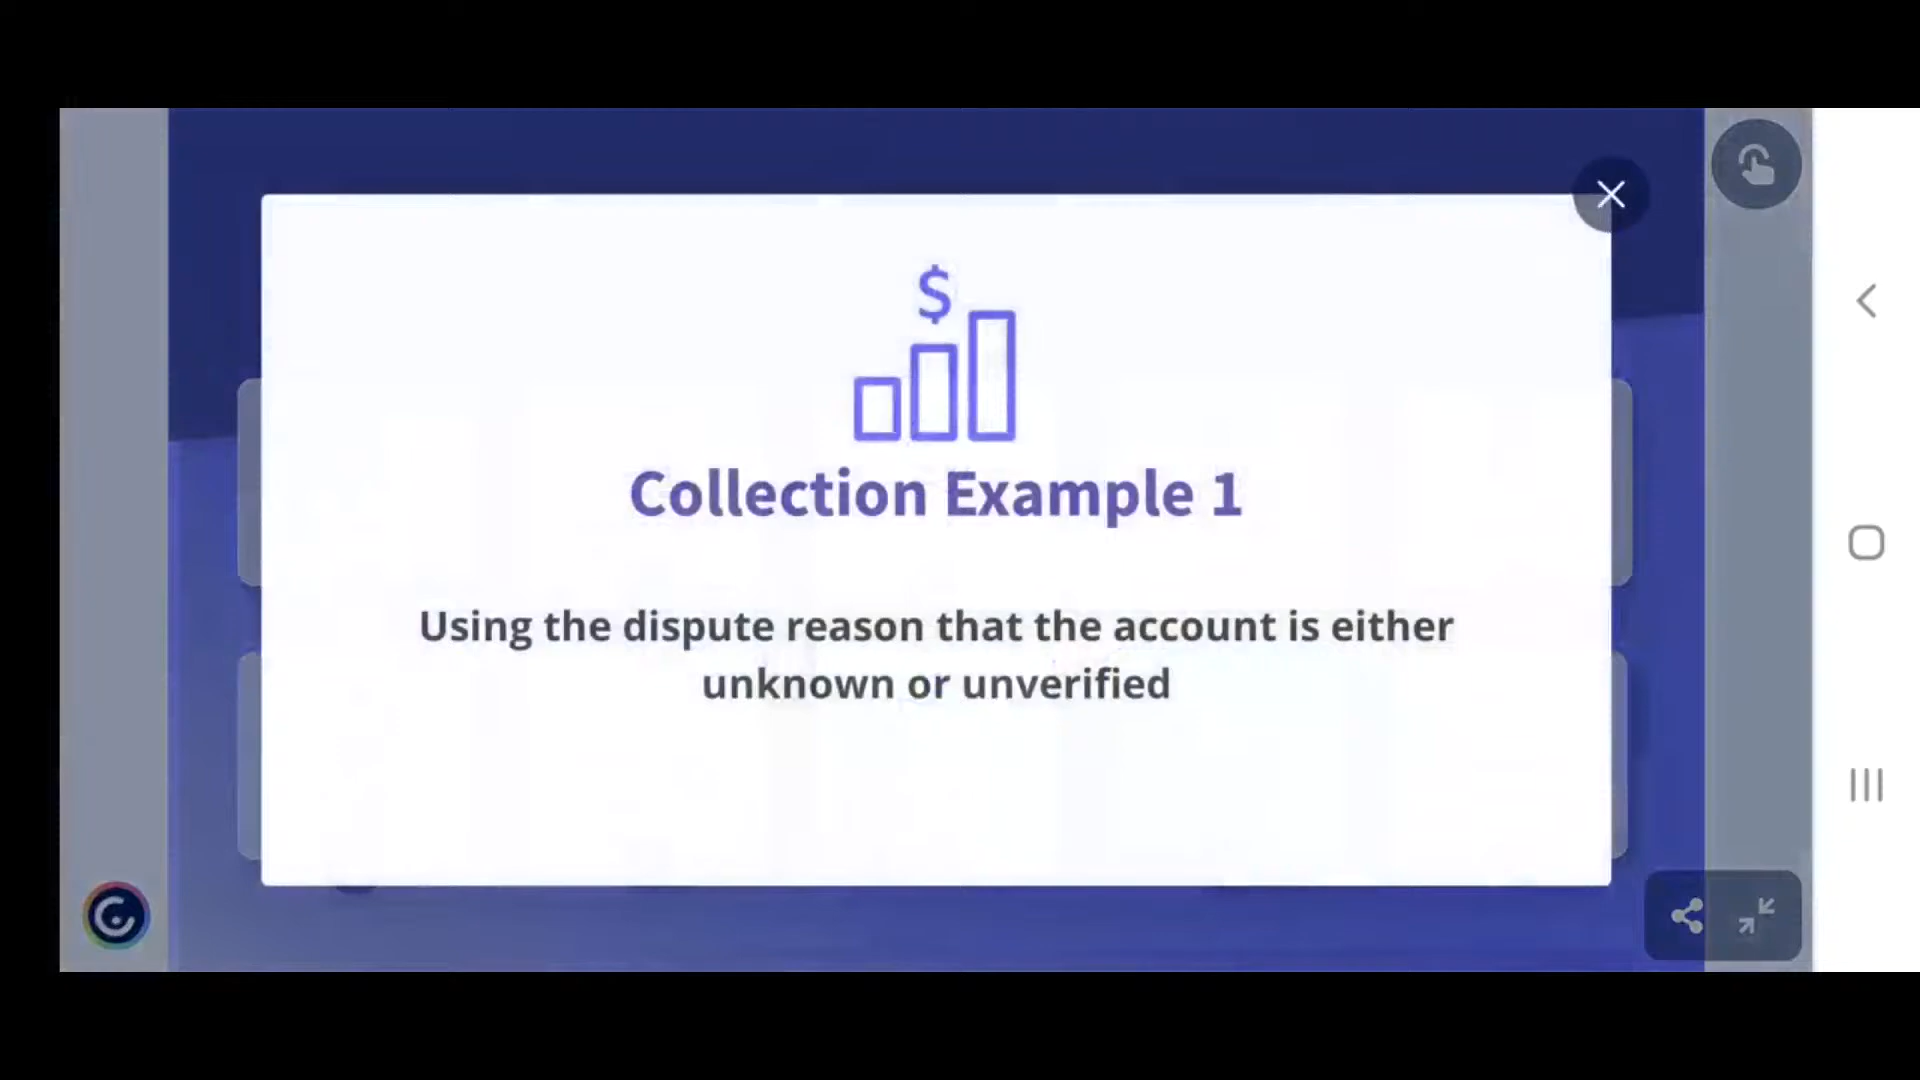 $
Collection Example 1
Using the dispute reason that the account is either
unknown or unverified